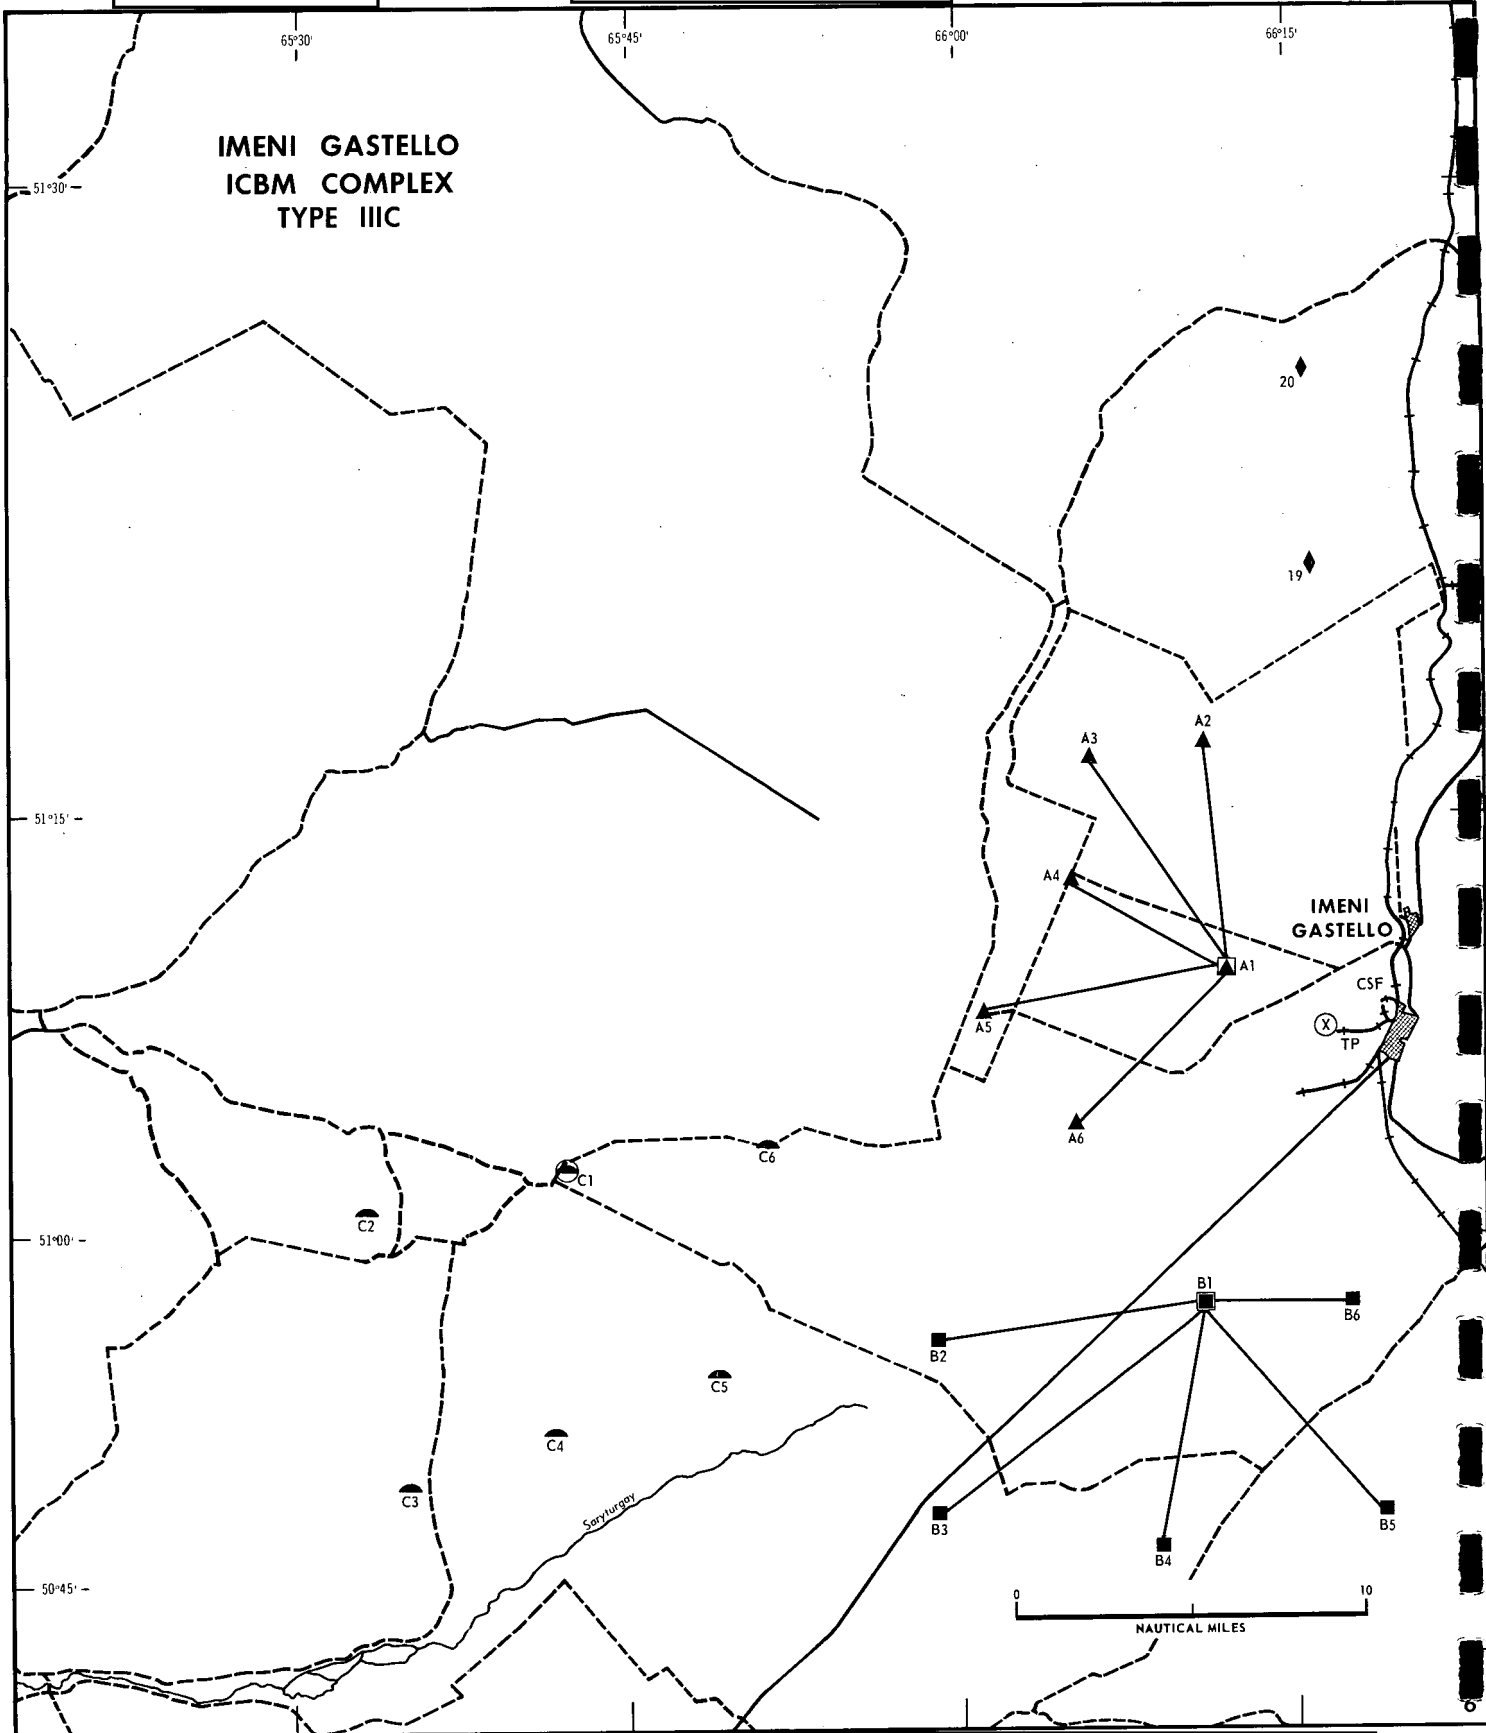 65°30'
65°45'
66°00'
66°15'
IMENI GASTELLO
ICBM COMPLEX
TYPE IIIC
51°30'
20
19
A2
A3
51°15'
A4
IMENI
GASTELLO
A1
CSF
A5
X
TP
A6
C6
C1
C2
51°00'
B1
B6
B2
C5
C4
C3
Saryturgay
B3
B5
B4
50°45'
0
10
NAUTICAL MILES